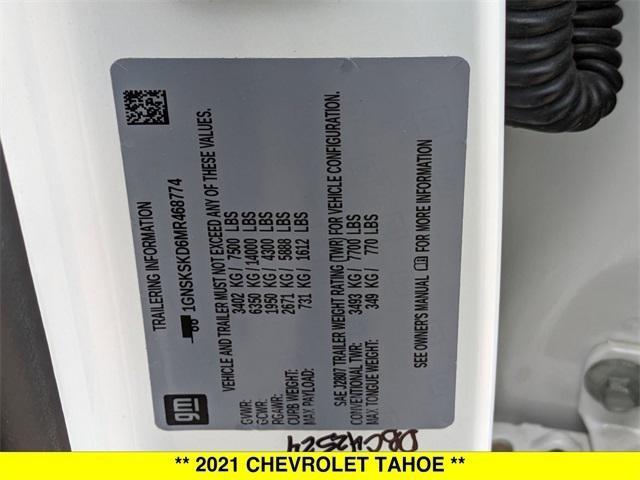 TRAILERING INFORMATION
1GNSKSKD6MR468774
VEHICLE AND TRAILER MUST NOT EXCEED ANY OF THESE VALUES.
GVWR: 3402 KG / 7500 LBS
GCWR: 6350 KG /14000 LBS
RGAWR: 1950 KG / 4300 LBS
CURB WEIGHT: 2671 KG / 5888 LBS
MAX PAYLOAD: 731 KG / 1612 LBS
SAE J2807 TRAILER WEIGHT RATING (TWR) FOR VEHICLE CONFIGURATION.
CONVENTIONAL TWR: 3493 KG / 7700 LBS
MAX TONGUE WEIGHT: 349 KG / 770 LBS
SEE OWNER'S MANUAL FOR MORE INFORMATION
gm
** 2021 CHEVROLET TAHOE **